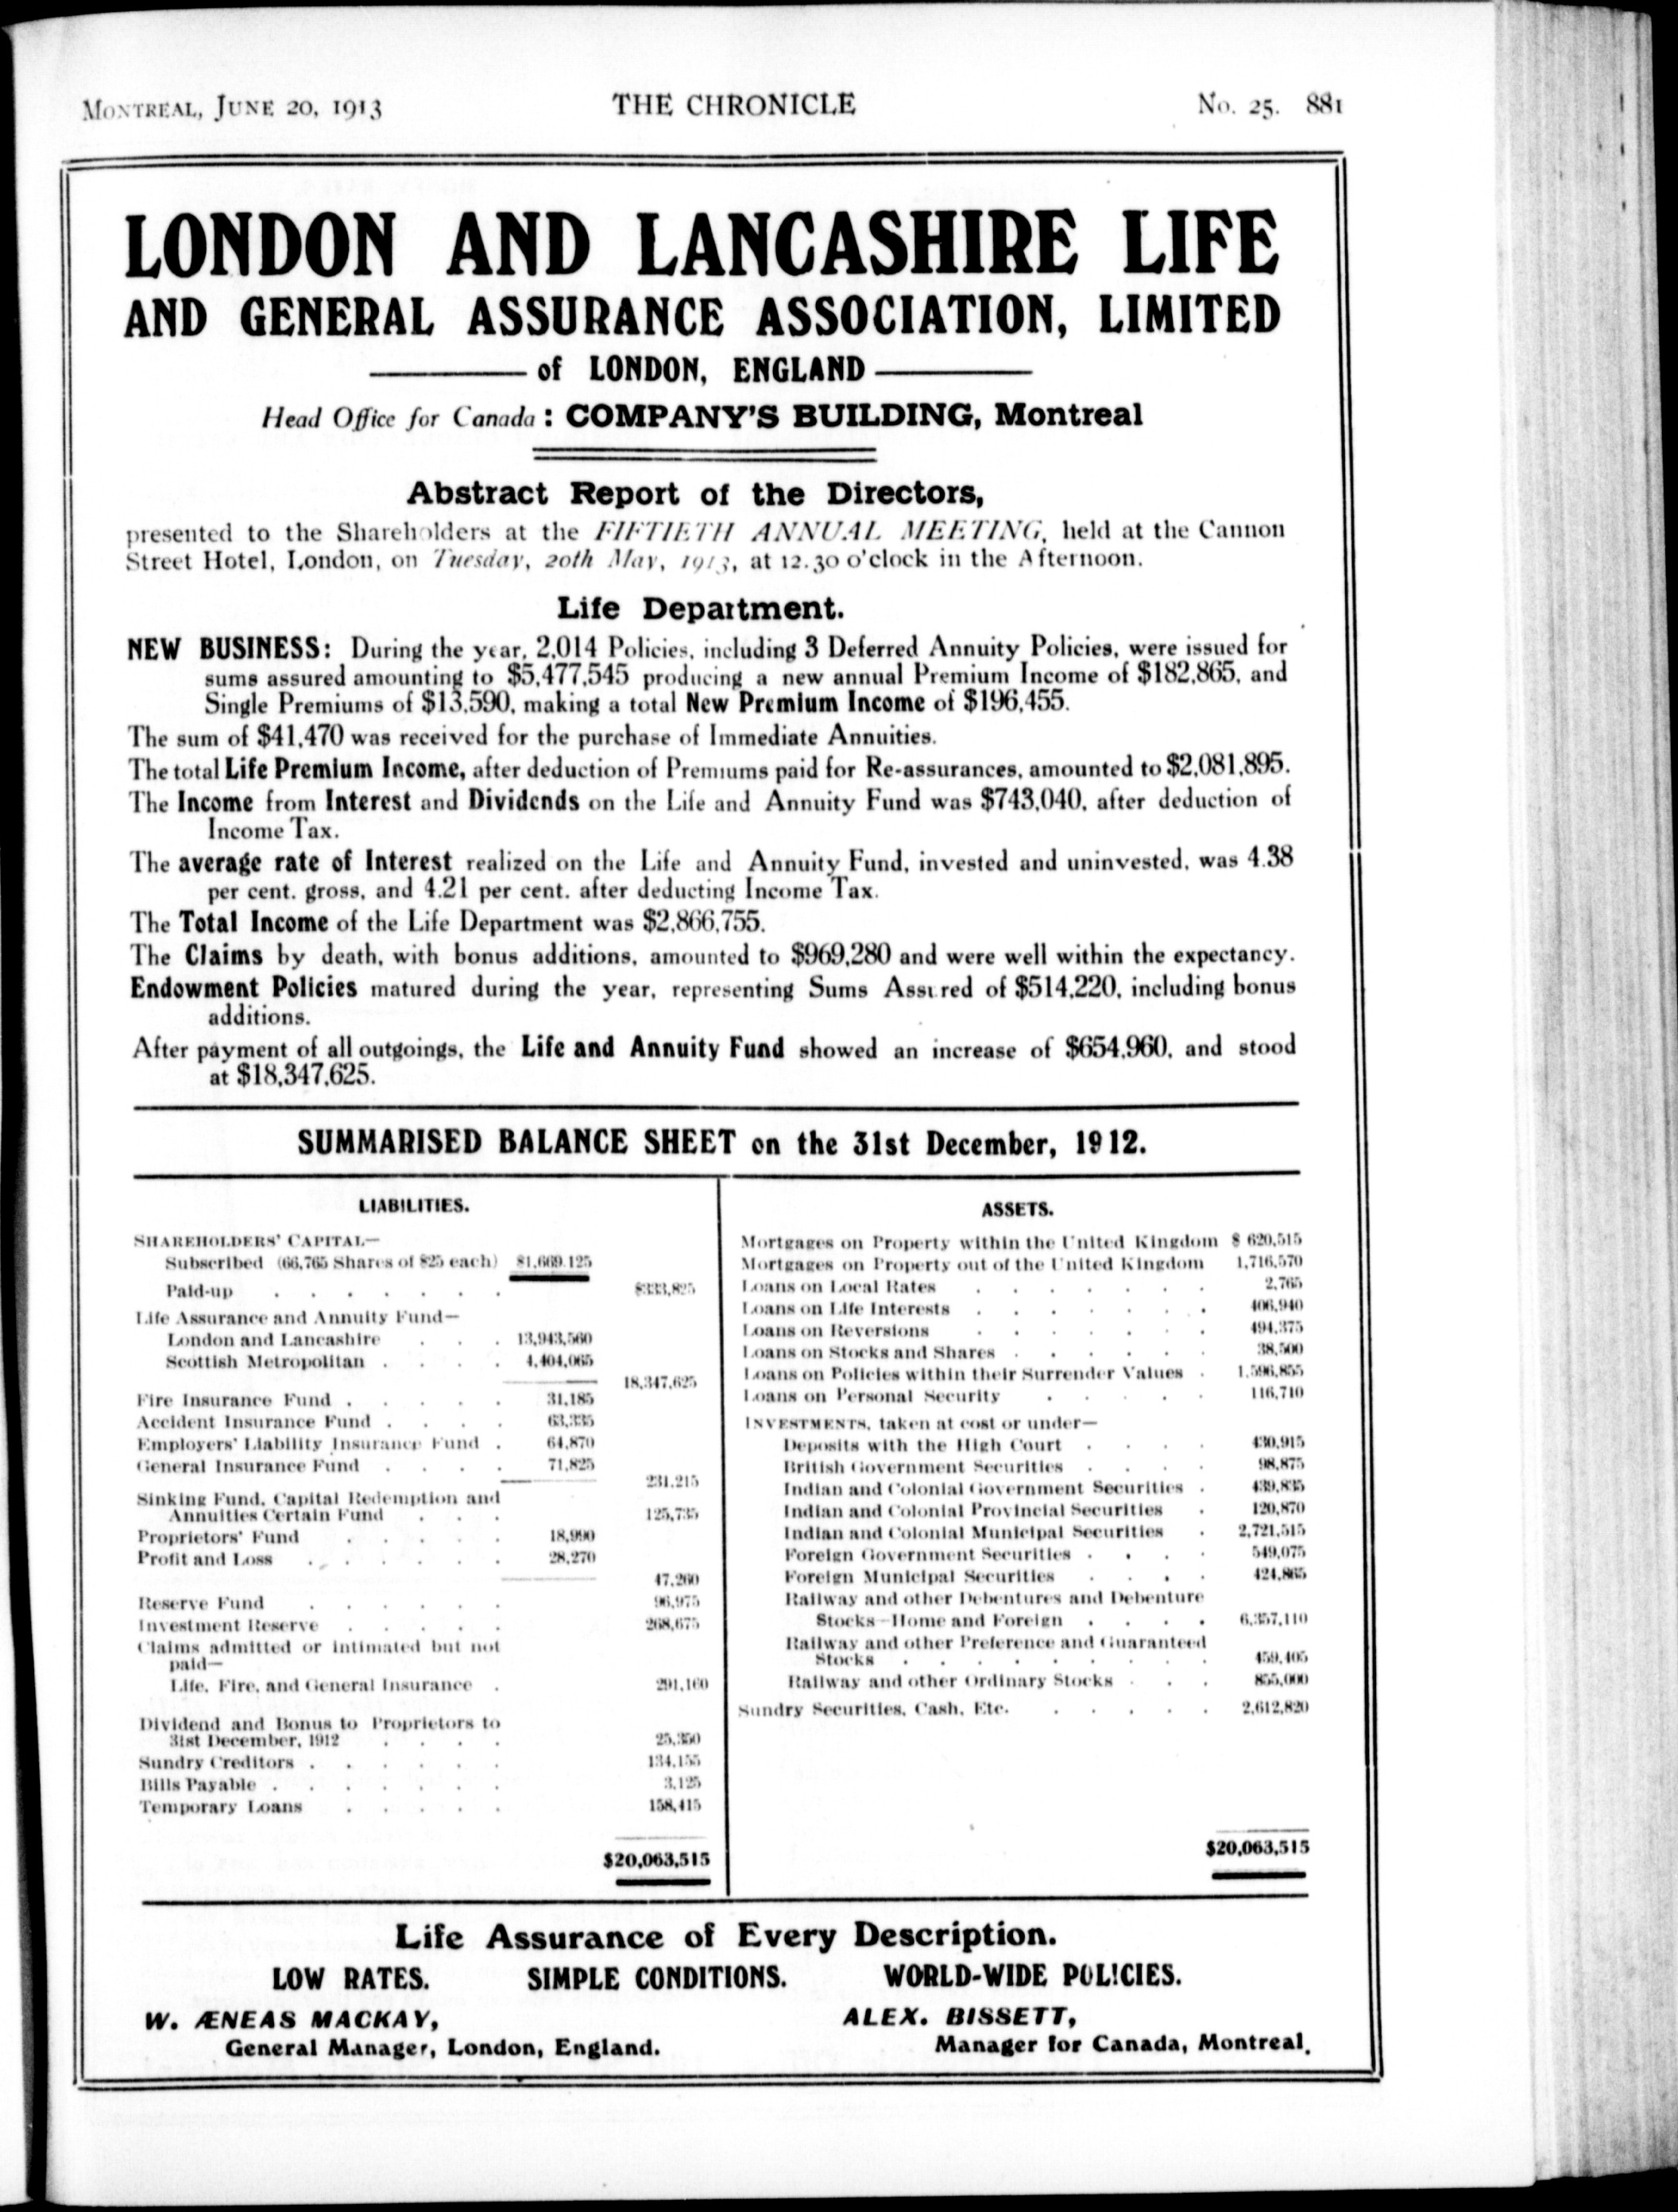 MONTREAL, JUNE 20, 1913 THE CHRONICLE No. 25. 881
LONDON AND LANCASHIRE LIFE
AND GENERAL ASSURANCE ASSOCIATION, LIMITED
of LONDON, ENGLAND
Head Office for Canada : COMPANY'S BUILDING, Montreal
Abstract Report of the Directors,
presented to the Shareholders at the FIFTIETH ANNUAL MEETING, held at the Cannon
Street Hotel, London, on Tuesday, 20th May, 1913, at 12.30 o'clock in the Afternoon.
Life Department.
NEW BUSINESS: During the year, 2,014 Policies, including 3 Deferred Annuity Policies, were issued for
sums assured amounting to $5,477,545 producing a new annual Premium Income of $182,865, and
Single Premiums of $13,590, making a total New Premium Income of $196,455.
The sum of $41,470 was received for the purchase of Immediate Annuities.
The total Life Premium Income, after deduction of Premiums paid for Re-assurances, amounted to $2,081,895.
The Income from Interest and Dividends on the Life and Annuity Fund was $743,040, after deduction of
Income Tax.
The average rate of Interest realized on the Life and Annuity Fund, invested and uninvested, was 4.38
per cent. gross, and 4.21 per cent. after deducting Income Tax.
The Total Income of the Life Department was $2,866,755.
The Claims by death, with bonus additions, amounted to $969,280 and were well within the expectancy.
Endowment Policies matured during the year, representing Sums Assured of $514,220, including bonus
additions.
After payment of all outgoings, the Life and Annuity Fund showed an increase of $654,960, and stood
at $18,347,625.
SUMMARISED BALANCE SHEET on the 31st December, 1912.
LIABILITIES.
SHAREHOLDERS' CAPITAL—
Subscribed (66,765 Shares of $25 each) $1,669,125
Paid-up . . . . . . . $333,825
Life Assurance and Annuity Fund—
London and Lancashire . . . 13,943,560
Scottish Metropolitan . . . . 4,404,065
18,347,625
Fire Insurance Fund . . . . . 31,185
Accident Insurance Fund . . . . 63,335
Employers' Liability Insurance Fund . 64,870
General Insurance Fund . . . . 71,825
231,215
Sinking Fund, Capital Redemption and
Annuities Certain Fund . . . 125,735
Proprietors' Fund . . . . . 18,990
Profit and Loss . . . . . . 28,270
47,260
Reserve Fund . . . . . . 96,975
Investment Reserve . . . . . 268,675
Claims admitted or intimated but not
paid—
Life, Fire, and General Insurance . 291,160
Dividend and Bonus to Proprietors to
31st December, 1912 . . . . 25,350
Sundry Creditors . . . . . . 134,155
Bills Payable . . . . . . . 3,125
Temporary Loans . . . . . 158,415
$20,063,515
ASSETS.
Mortgages on Property within the United Kingdom $ 620,515
Mortgages on Property out of the United Kingdom 1,716,570
Loans on Local Rates . . . . . . . 2,765
Loans on Life Interests . . . . . . . 406,940
Loans on Reversions . . . . . . . 494,375
Loans on Stocks and Shares . . . . . . 38,500
Loans on Policies within their Surrender Values . 1,596,855
Loans on Personal Security . . . . . 116,710
INVESTMENTS, taken at cost or under—
Deposits with the High Court . . . . 430,915
British Government Securities . . . . 98,875
Indian and Colonial Government Securities . 439,835
Indian and Colonial Provincial Securities . 120,870
Indian and Colonial Municipal Securities . 2,721,515
Foreign Government Securities . . . . 549,075
Foreign Municipal Securities . . . . 424,865
Railway and other Debentures and Debenture
Stocks—Home and Foreign . . . . 6,357,110
Railway and other Preference and Guaranteed
Stocks . . . . . . . . . 459,405
Railway and other Ordinary Stocks . . . 855,000
Sundry Securities, Cash, Etc. . . . . . 2,612,820
$20,063,515
Life Assurance of Every Description.
LOW RATES. SIMPLE CONDITIONS. WORLD-WIDE POLICIES.
W. ÆNEAS MACKAY, ALEX. BISSETT,
General Manager, London, England. Manager for Canada, Montreal.